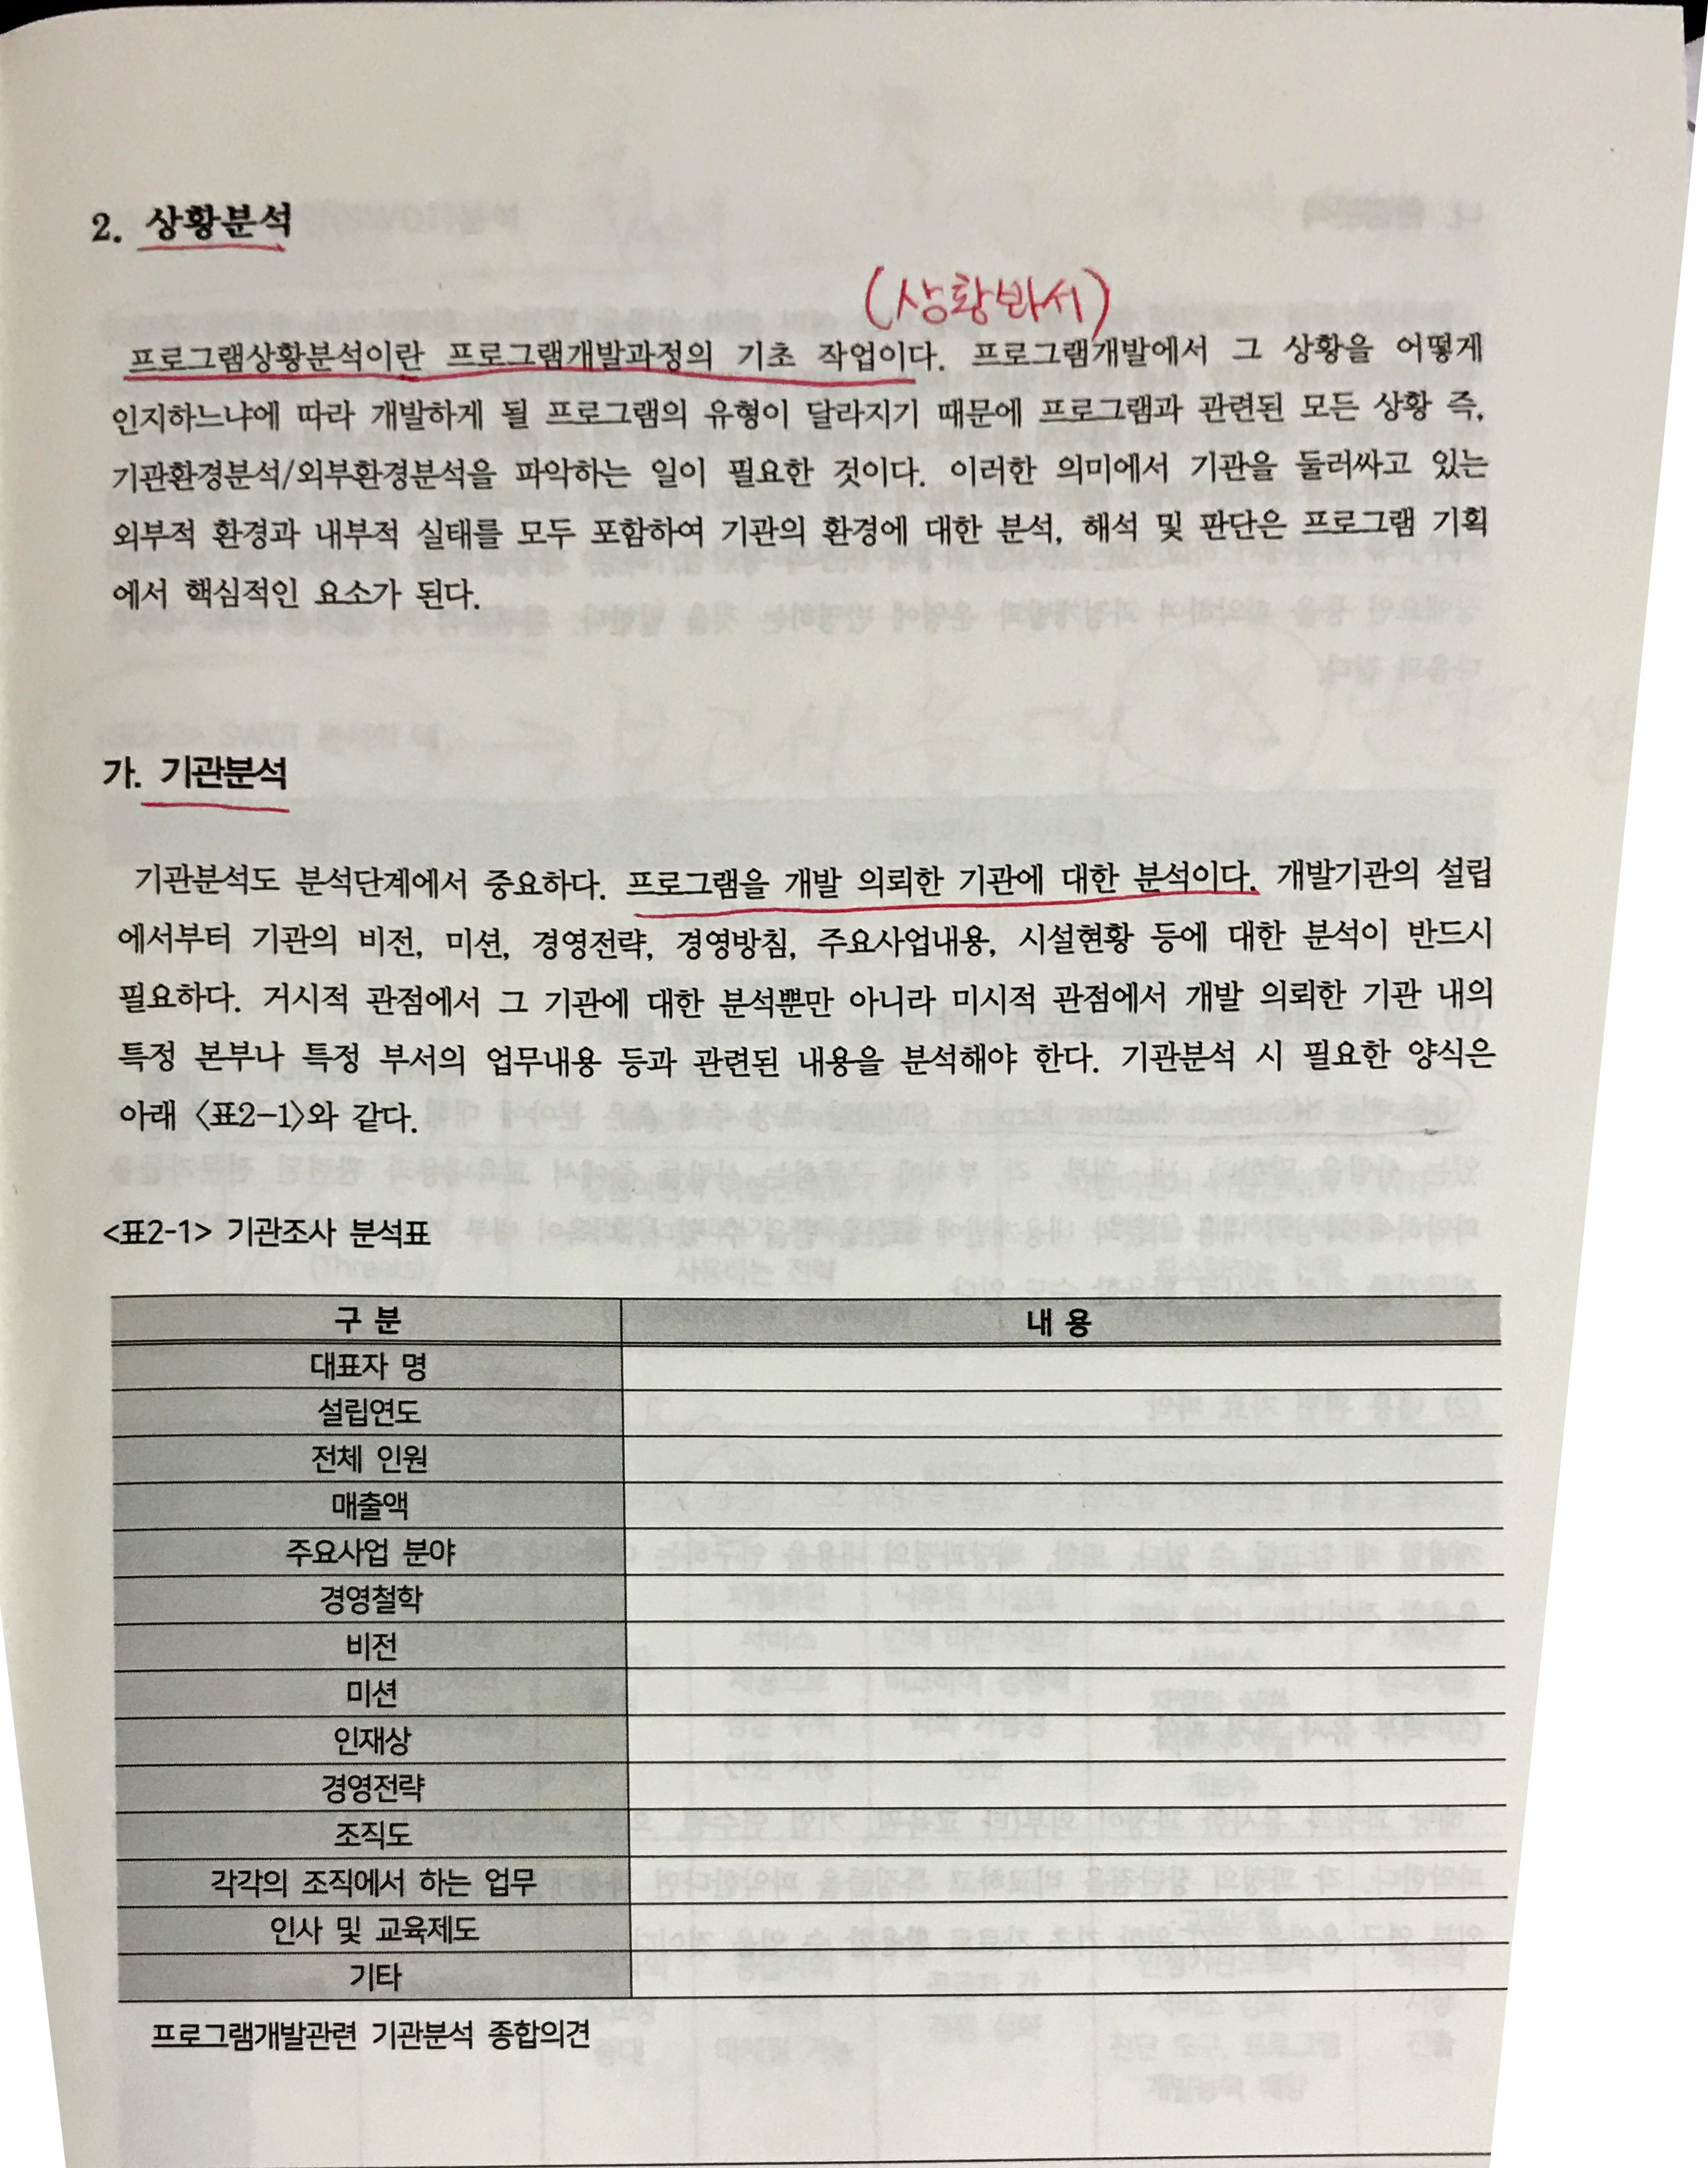 2. 상황분석
(상황봐서)
프로그램상황분석이란 프로그램개발과정의 기초 작업이다. 프로그램개발에서 그 상황을 어떻게
인지하느냐에 따라 개발하게 될 프로그램의 유형이 달라지기 때문에 프로그램과 관련된 모든 상황 즉,
기관환경분석/외부환경분석을 파악하는 일이 필요한 것이다. 이러한 의미에서 기관을 둘러싸고 있는
외부적 환경과 내부적 실태를 모두 포함하여 기관의 환경에 대한 분석, 해석 및 판단은 프로그램 기획
에서 핵심적인 요소가 된다.
가. 기관분석
기관분석도 분석단계에서 중요하다. 프로그램을 개발 의뢰한 기관에 대한 분석이다. 개발기관의 설립
에서부터 기관의 비전, 미션, 경영전략, 경영방침, 주요사업내용, 시설현황 등에 대한 분석이 반드시
필요하다. 거시적 관점에서 그 기관에 대한 분석뿐만 아니라 미시적 관점에서 개발 의뢰한 기관 내의
특정 본부나 특정 부서의 업무내용 등과 관련된 내용을 분석해야 한다. 기관분석 시 필요한 양식은
아래 〈표2-1〉와 같다.
<표2-1> 기관조사 분석표
구 분 내 용
대표자 명
설립연도
전체 인원
매출액
주요사업 분야
경영철학
비전
미션
인재상
경영전략
조직도
각각의 조직에서 하는 업무
인사 및 교육제도
기타
프로그램개발관련 기관분석 종합의견